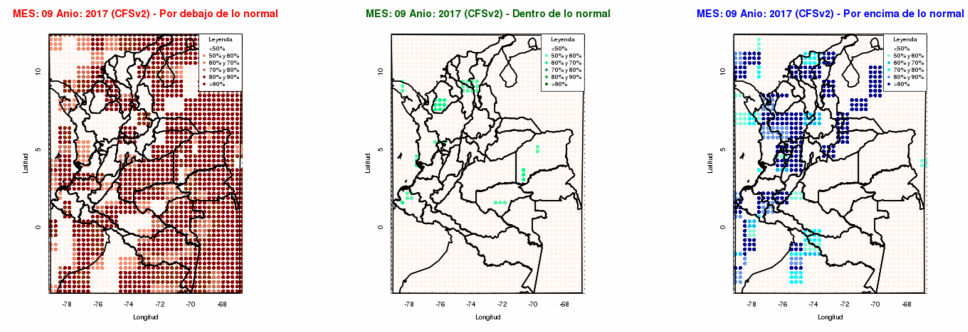 MES: 09 Anio: 2017 (CFSv2) - Por debajo de lo normal
Leyenda
<50%
50% y 60%
60% y 70%
70% y 80%
80% y 90%
>90%
10
5
0
Latitud
-78
-76
-74
-72
-70
-68
Longitud
MES: 09 Anio: 2017 (CFSv2) - Dentro de lo normal
Leyenda
<50%
50% y 60%
60% y 70%
70% y 80%
80% y 90%
>90%
10
5
0
Latitud
-78
-76
-74
-72
-70
-68
Longitud
MES: 09 Anio: 2017 (CFSv2) - Por encima de lo normal
Leyenda
<50%
50% y 60%
60% y 70%
70% y 80%
80% y 90%
>90%
10
5
0
Latitud
-78
-76
-74
-72
-70
-68
Longitud